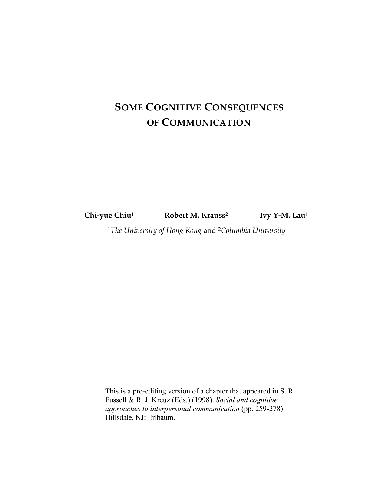 SOME COGNITIVE CONSEQUENCES
OF COMMUNICATION
Chi-yue Chiu¹ Robert M. Krauss² Ivy Y-M. Lau¹
¹The University of Hong Kong and ²Columbia University
This is a pre-editing version of a chapter that appeared in S. R.
Fussell & R. J. Kreuz (Eds.) (1998). Social and cognitive
approaches to interpersonal communication (pp. 259-278).
Hillsdale, NJ: Erlbaum.